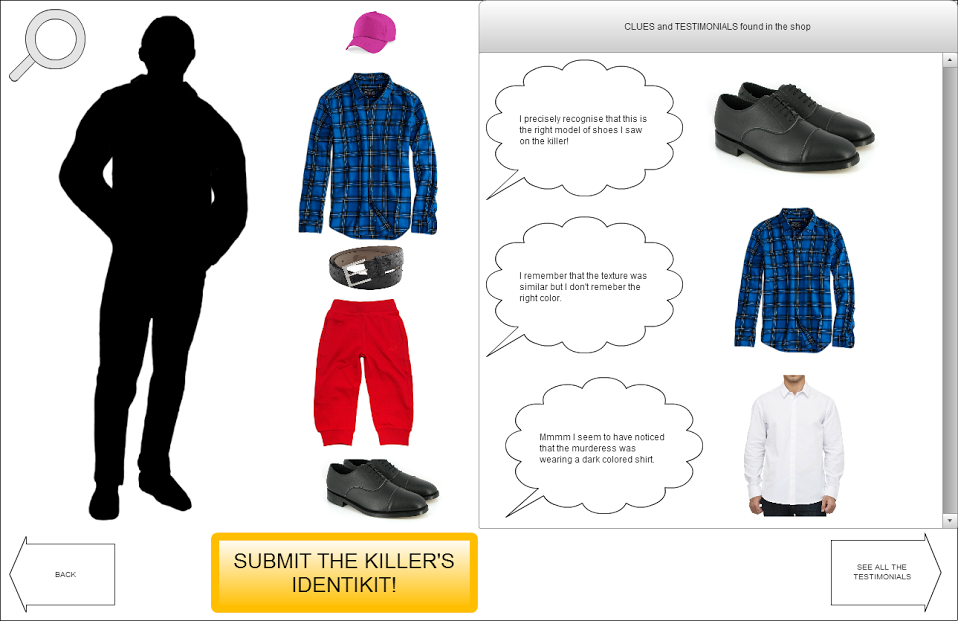 CLUES and TESTIMONIALS found in the shop
I precisely recognise that this is
the right model of shoes I saw
on the killer!
I remember that the texture was
similar but I don't remeber the
right color.
Mmmm I seem to have noticed
that the murderess was
wearing a dark colored shirt.
SUBMIT THE KILLER'S
IDENTIKIT!
BACK
SEE ALL THE
TESTIMONIALS